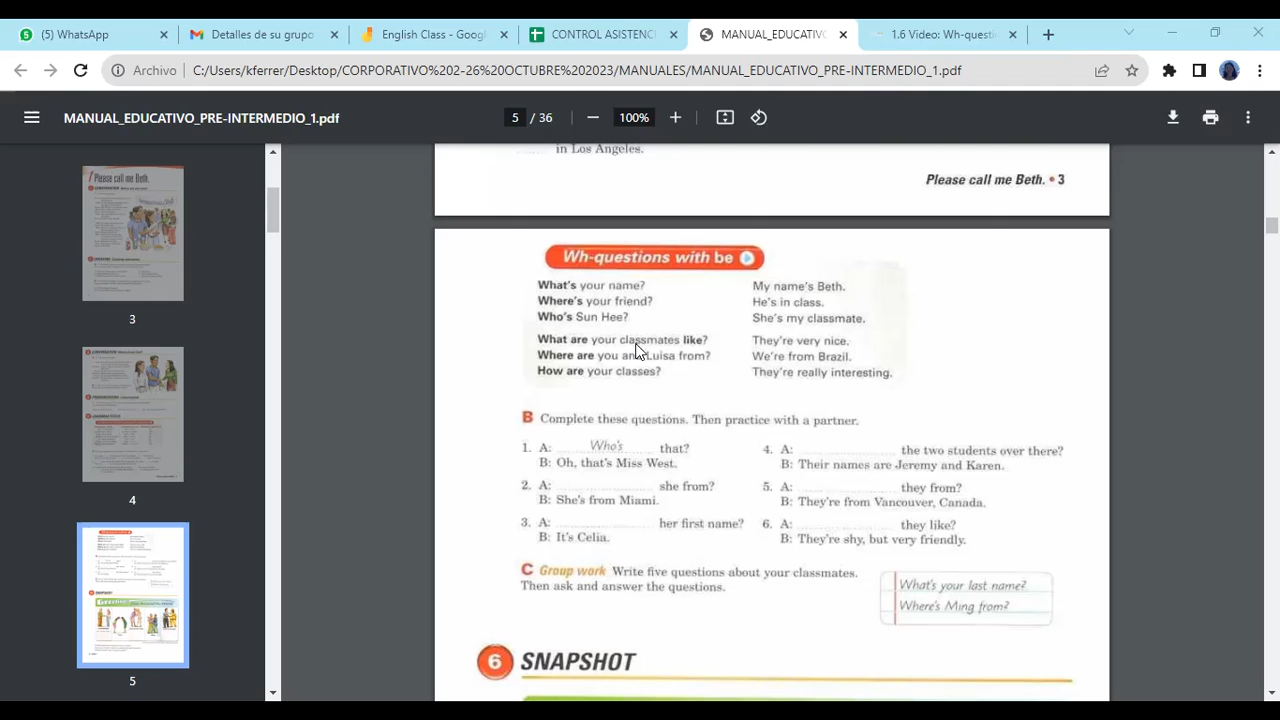 (5) WhatsApp
Detalles de su grupo
English Class - Googl
CONTROL ASISTENCI
MANUAL_EDUCATIVO
1.6 Video: Wh-questi
Archivo
C:/Users/kferrer/Desktop/CORPORATIVO%202-26%20OCTUBRE%202023/MANUALES/MANUAL_EDUCATIVO_PRE-INTERMEDIO_1.pdf
MANUAL_EDUCATIVO_PRE-INTERMEDIO_1.pdf
5 / 36
100%
Please call me Beth.
3
4
SNAPSHOT
5
in Los Angeles.
Please call me Beth. • 3
Wh-questions with be
What's your name? My name's Beth.
Where's your friend? He's in class.
Who's Sun Hee? She's my classmate.
What are your classmates like? They're very nice.
Where are you and Luisa from? We're from Brazil.
How are your classes? They're really interesting.
B Complete these questions. Then practice with a partner.
1. A: Who's that?
B: Oh, that's Miss West.
2. A: she from?
B: She's from Miami.
3. A: her first name?
B: It's Celia.
4. A: the two students over there?
B: Their names are Jeremy and Karen.
5. A: they from?
B: They're from Vancouver, Canada.
6. A: they like?
B: They're shy, but very friendly.
C Group work Write five questions about your classmates.
Then ask and answer the questions.
What's your last name?
Where's Ming from?
6 SNAPSHOT